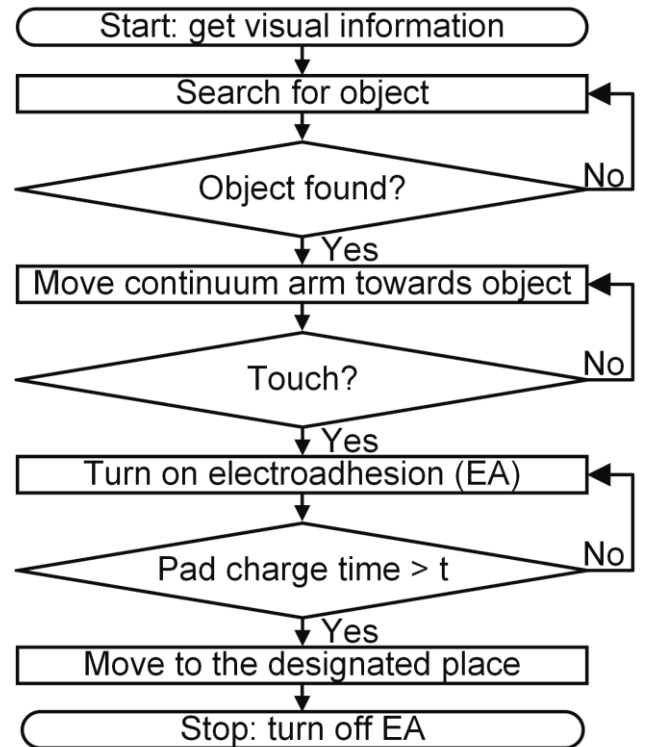 Start: get visual information
Search for object
Object found?
No
Yes
Move continuum arm towards object
Touch?
No
Yes
Turn on electroadhesion (EA)
Pad charge time > t
No
Yes
Move to the designated place
Stop: turn off EA